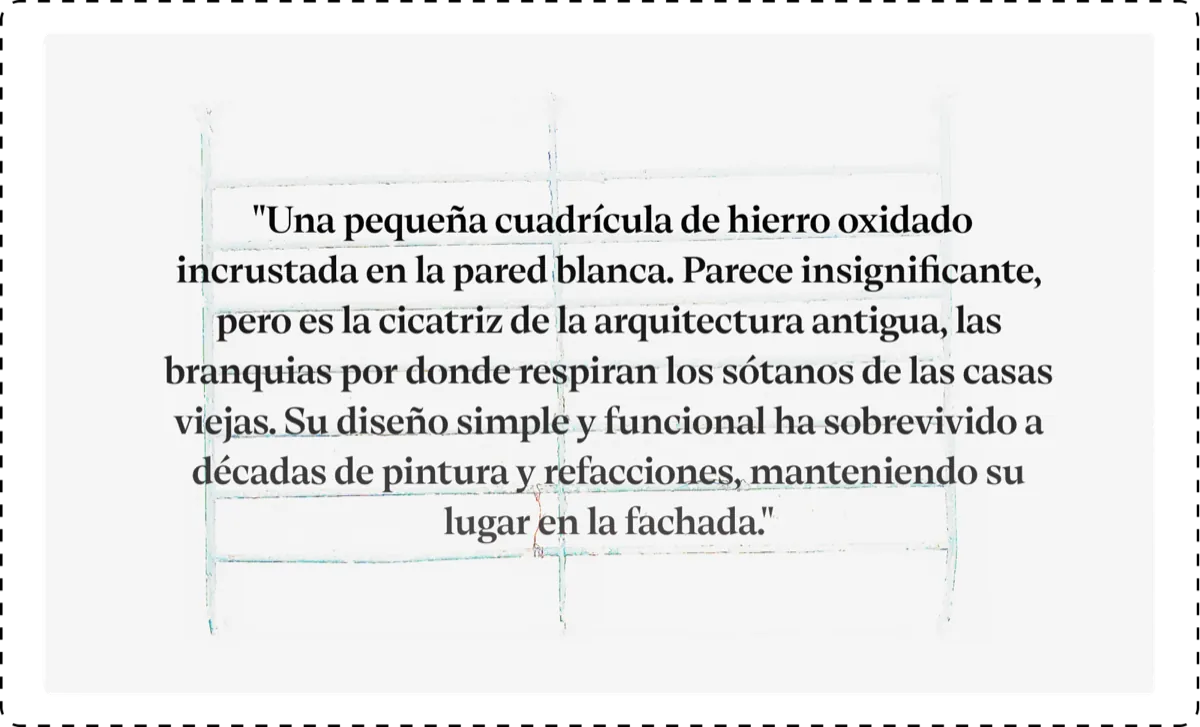 "Una pequeña cuadrícula de hierro oxidado
incrustada en la pared blanca. Parece insignificante,
pero es la cicatriz de la arquitectura antigua, las
branquias por donde respiran los sótanos de las casas
viejas. Su diseño simple y funcional ha sobrevivido a
décadas de pintura y refacciones, manteniendo su
lugar en la fachada."